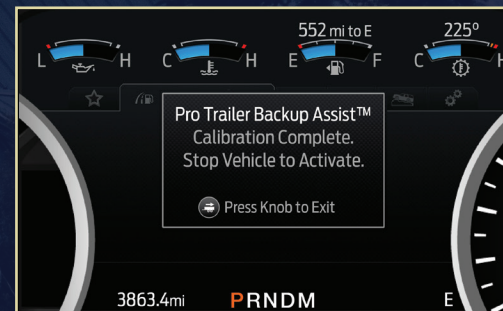 552 mi to E
225°
L H
C H
E F
C H
Pro Trailer Backup Assist™
Calibration Complete.
Stop Vehicle to Activate.
Press Knob to Exit
3863.4mi
PRNDM
E